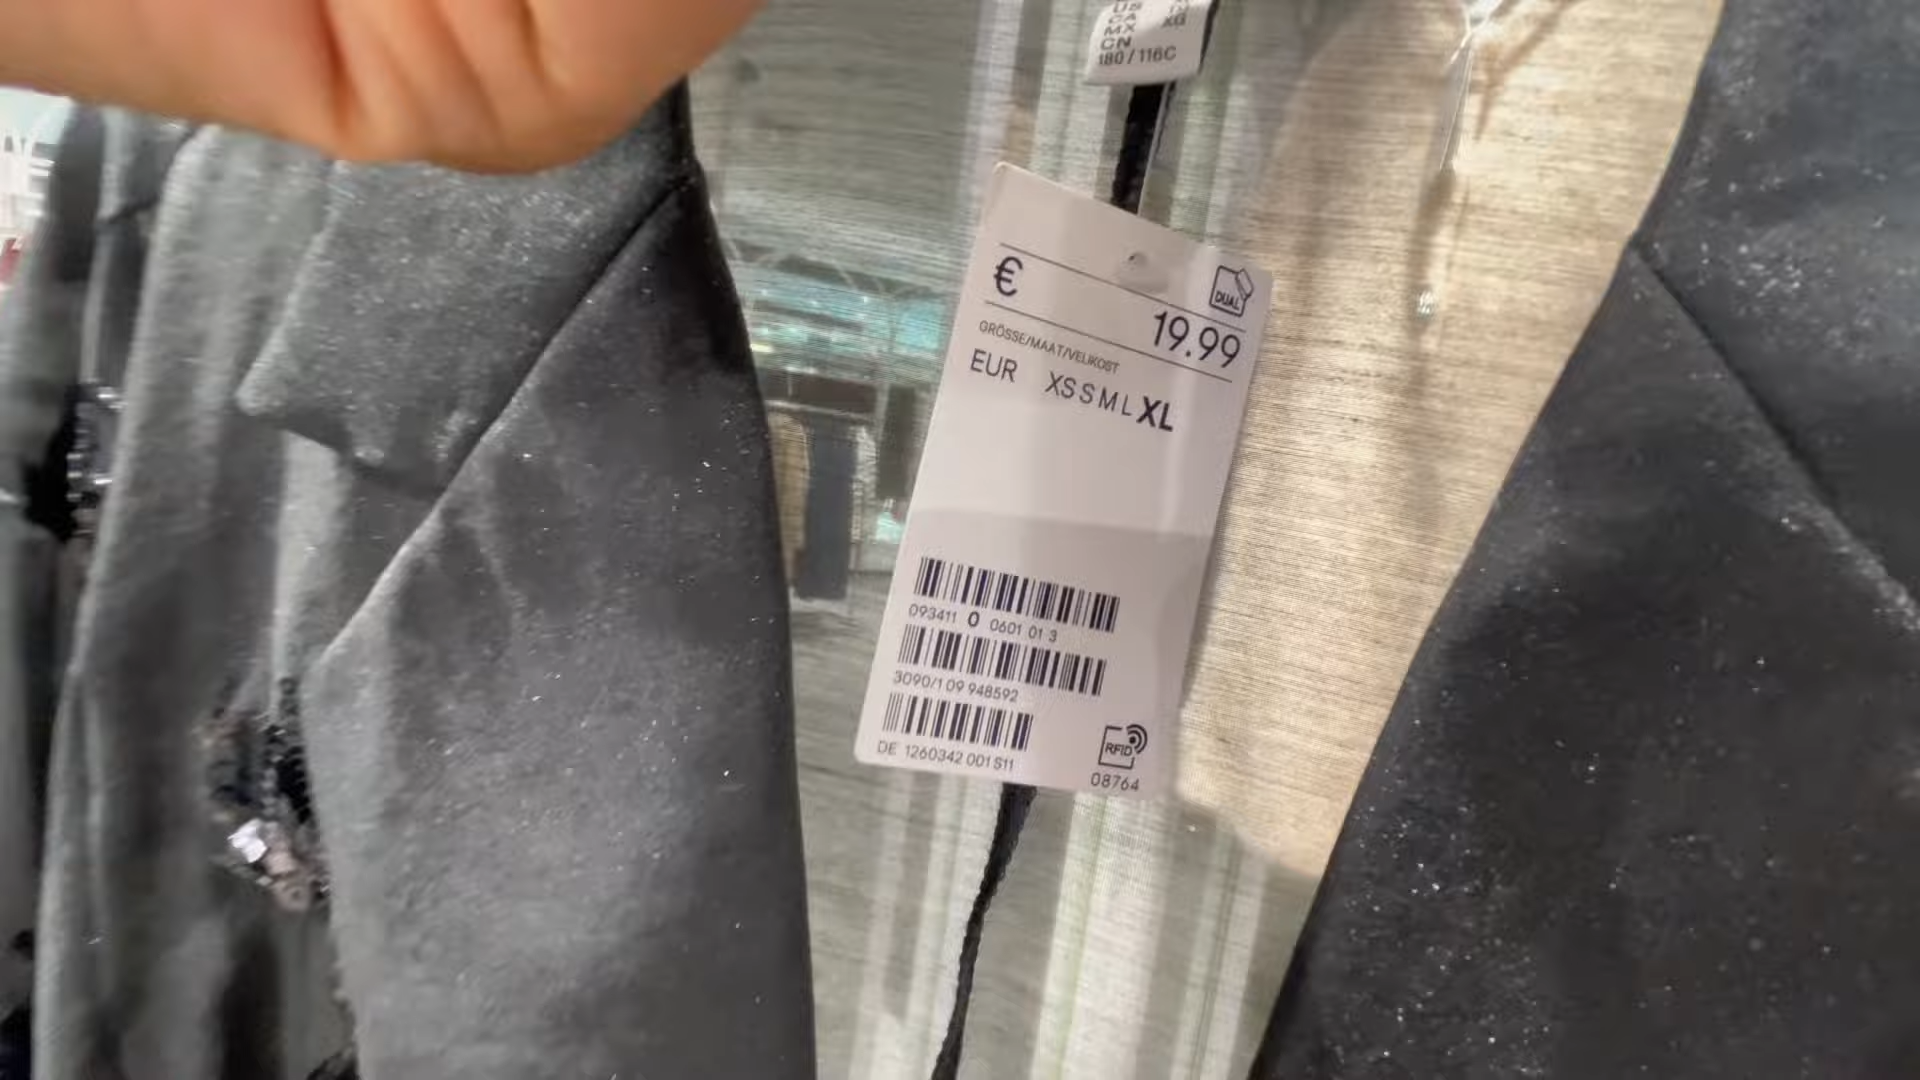 US
CA XG
MX
CN
180/116C
DUAL
€
19.99
GRÖSSE/MAAT/VELIKOST
EUR XS S M L XL
093411 0 0601 01 3
3090/1 09 948592
DE 1260342 001 S11
RFID
08764